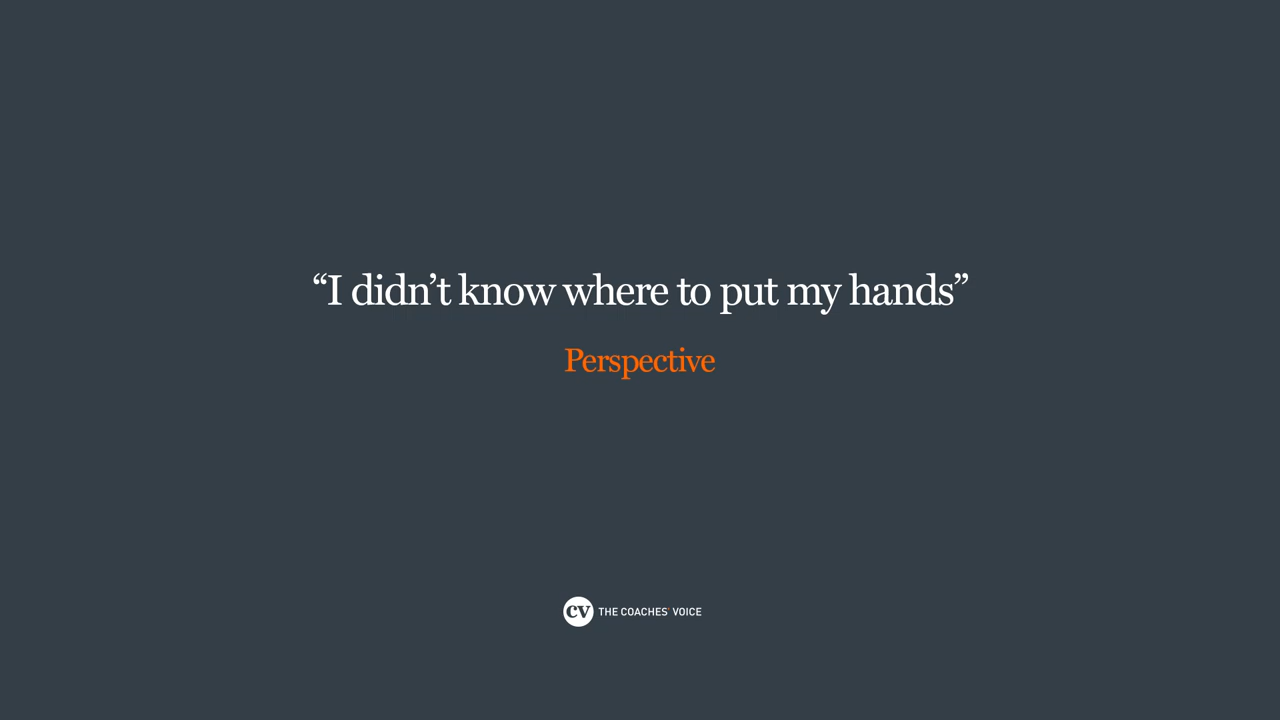 “I didn’t know where to put my hands”
Perspective
cv THE COACHES' VOICE